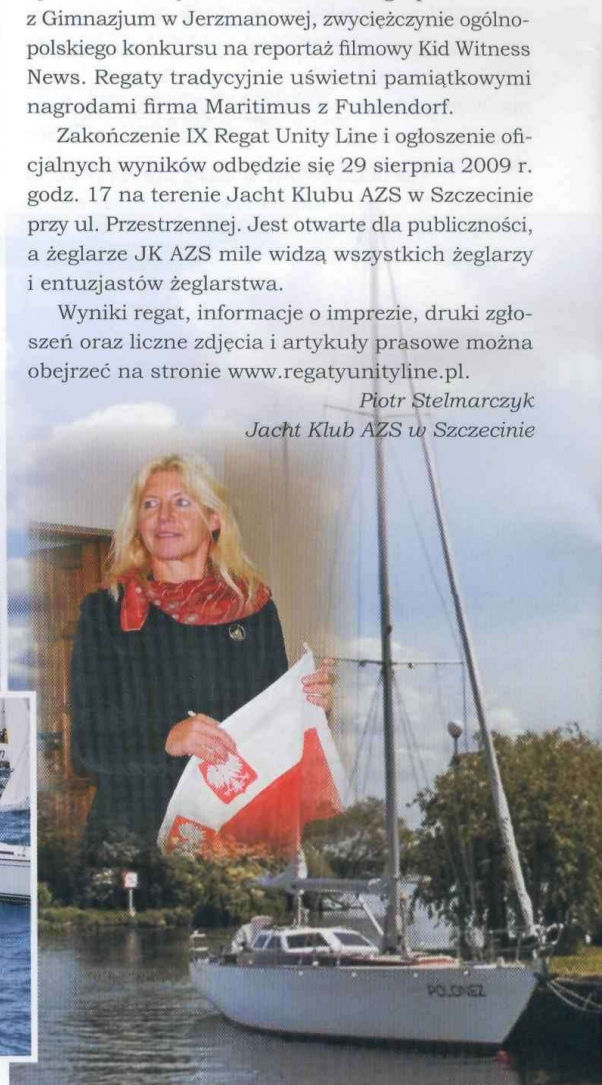 z Gimnazjum w Jerzmanowej, zwyciężczynie ogólno-
polskiego konkursu na reportaż filmowy Kid Witness
News. Regaty tradycyjnie uświetni pamiątkowymi
nagrodami firma Maritimus z Fuhlendorf.
Zakończenie IX Regat Unity Line i ogłoszenie ofi-
cjalnych wyników odbędzie się 29 sierpnia 2009 r.
godz. 17 na terenie Jacht Klubu AZS w Szczecinie
przy ul. Przestrzennej. Jest otwarte dla publiczności,
a żeglarze JK AZS mile widzą wszystkich żeglarzy
i entuzjastów żeglarstwa.
Wyniki regat, informacje o imprezie, druki zgło-
szeń oraz liczne zdjęcia i artykuły prasowe można
obejrzeć na stronie www.regatyunityline.pl.
Piotr Stelmarczyk
Jacht Klub AZS w Szczecinie
POLONEZ